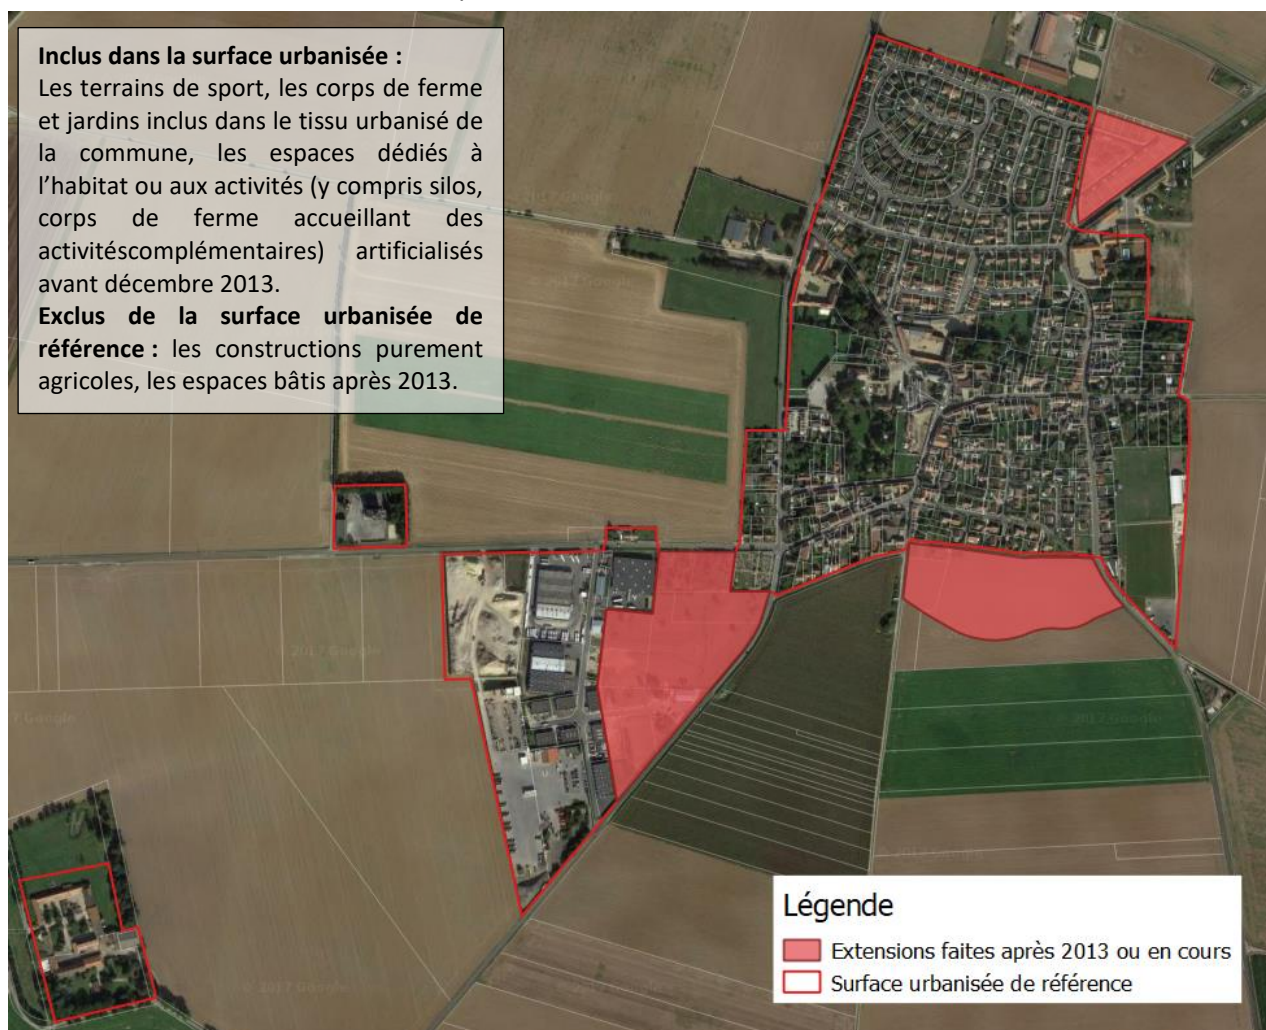 Inclus dans la surface urbanisée :
Les terrains de sport, les corps de ferme
et jardins inclus dans le tissu urbanisé de
la commune, les espaces dédiés à
l’habitat ou aux activités (y compris silos,
corps de ferme accueillant des
activitéscomplémentaires) artificialisés
avant décembre 2013.
Exclus de la surface urbanisée de
référence : les constructions purement
agricoles, les espaces bâtis après 2013.
© 2017 Google
Légende
Extensions faites après 2013 ou en cours
Surface urbanisée de référence